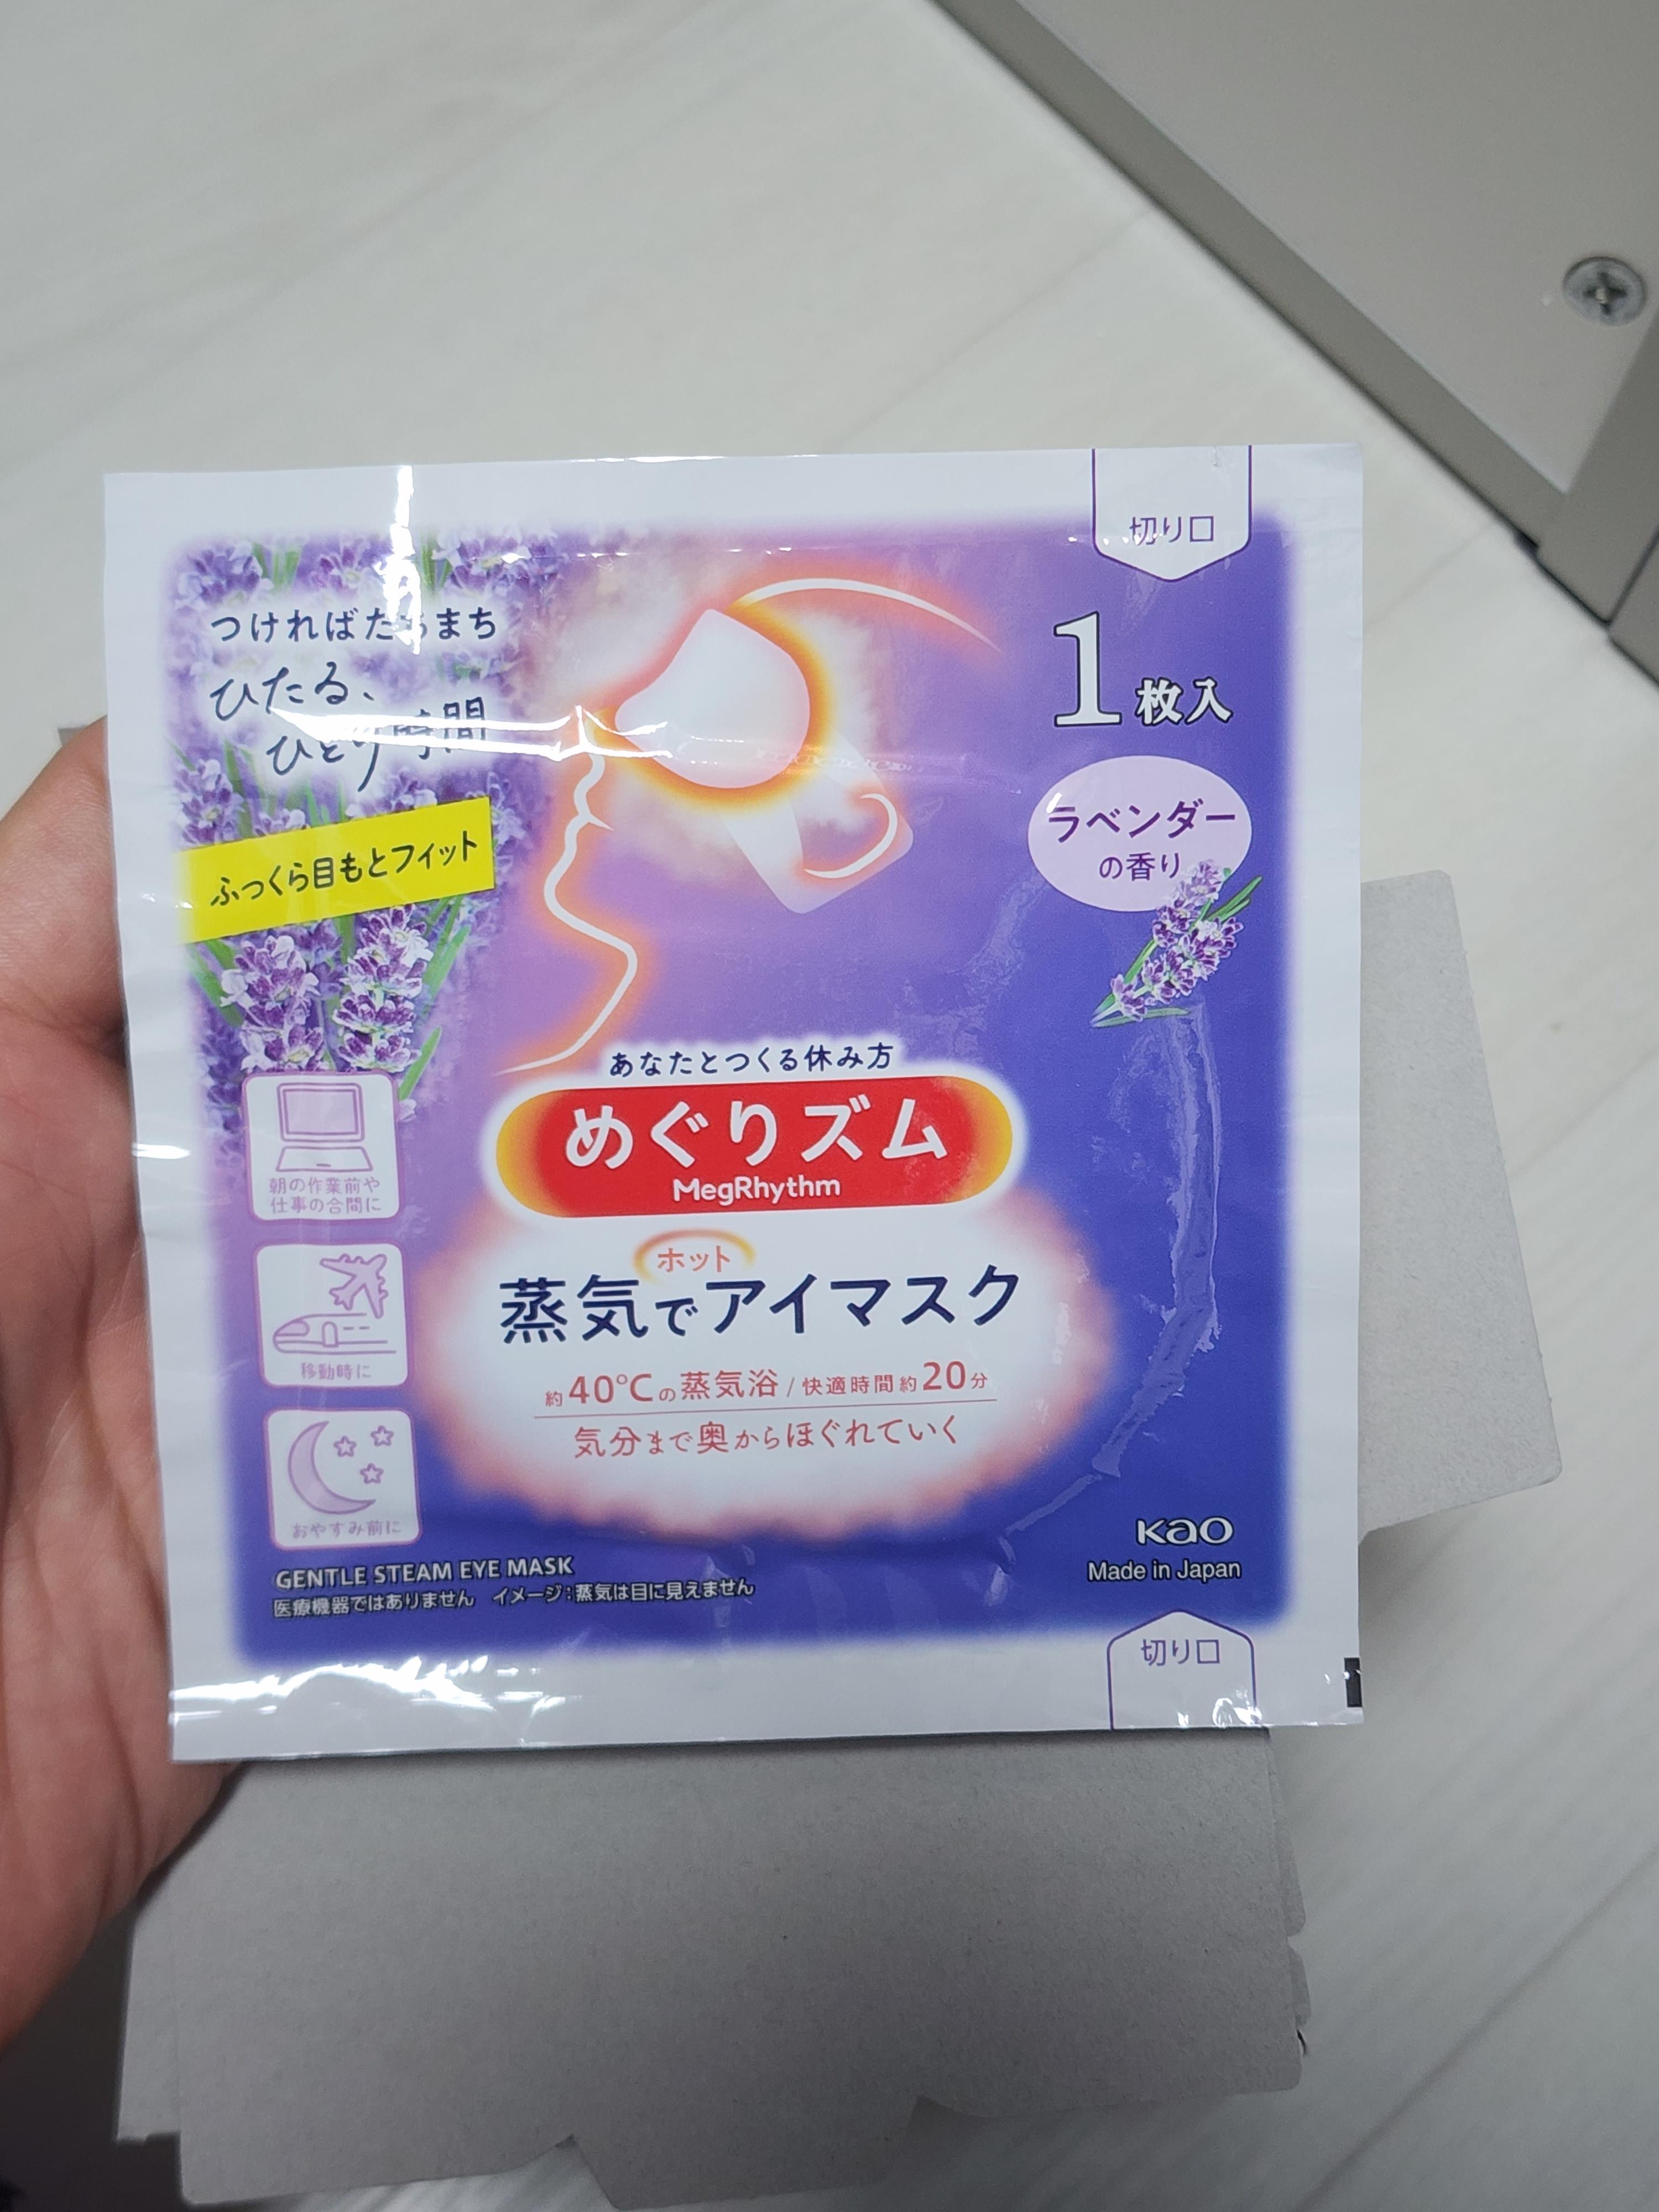 切り口
つければたちまち
ひたる、
ひとり時間
1枚入
ふっくら目もとフィット
ラベンダー
の香り
あなたとつくる休み方
めぐりズム
MegRhythm
朝の作業前や
仕事の合間に
ホット
蒸気でアイマスク
移動時に
約40℃の蒸気浴/快適時間約20分
気分まで奥からほぐれていく
おやすみ前に
Kao
Made in Japan
GENTLE STEAM EYE MASK
医療機器ではありません イメージ:蒸気は目に見えません
切り口